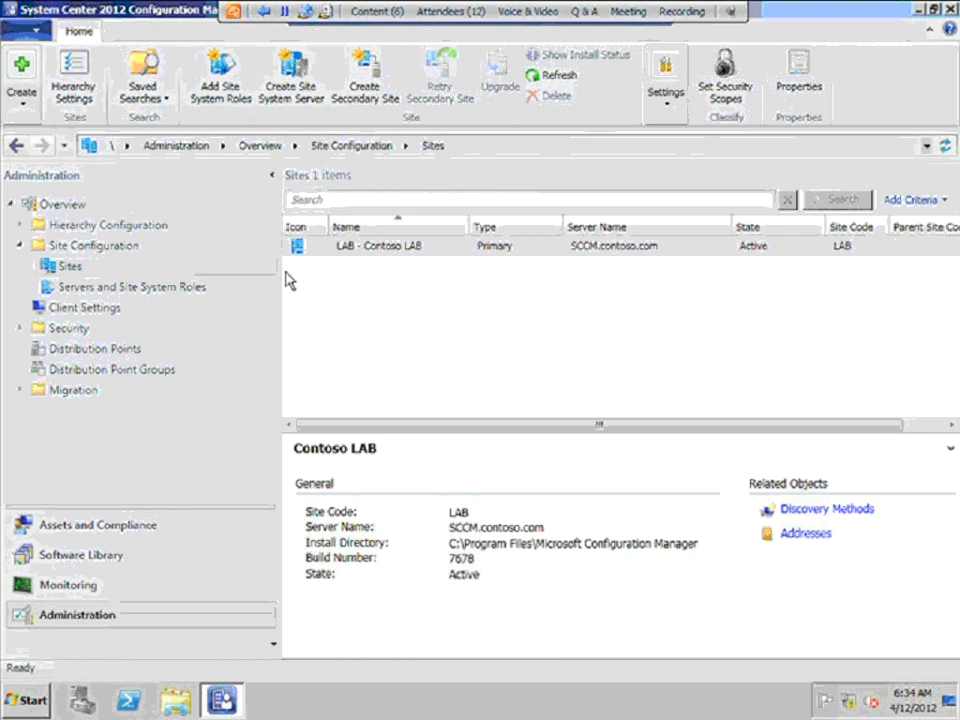 System Center 2012 Configuration Ma
Content (6) Attendees (12) Voice & Video Q & A Meeting Recording
Home
Create
Hierarchy Settings
Saved Searches
Add Site System Roles
Create Site System Server
Create Secondary Site
Retry Secondary Site
Upgrade
Show Install Status
Refresh
Delete
Settings
Set Security Scopes
Properties
Sites Search Site Classify Properties
\ Administration Overview Site Configuration Sites
Administration
Overview
Hierarchy Configuration
Site Configuration
Sites
Servers and Site System Roles
Client Settings
Security
Distribution Points
Distribution Point Groups
Migration
Assets and Compliance
Software Library
Monitoring
Administration
Sites 1 items
Search Search Add Criteria
Icon Name Type Server Name State Site Code Parent Site Co
LAB - Contoso LAB Primary SCCM.contoso.com Active LAB
Contoso LAB
General
Site Code: LAB
Server Name: SCCM.contoso.com
Install Directory: C:\Program Files\Microsoft Configuration Manager
Build Number: 7678
State: Active
Related Objects
Discovery Methods
Addresses
Ready
Start
6:34 AM
4/12/2012